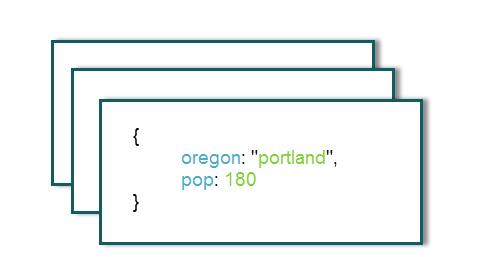 {
oregon: "portland",
pop: 180
}